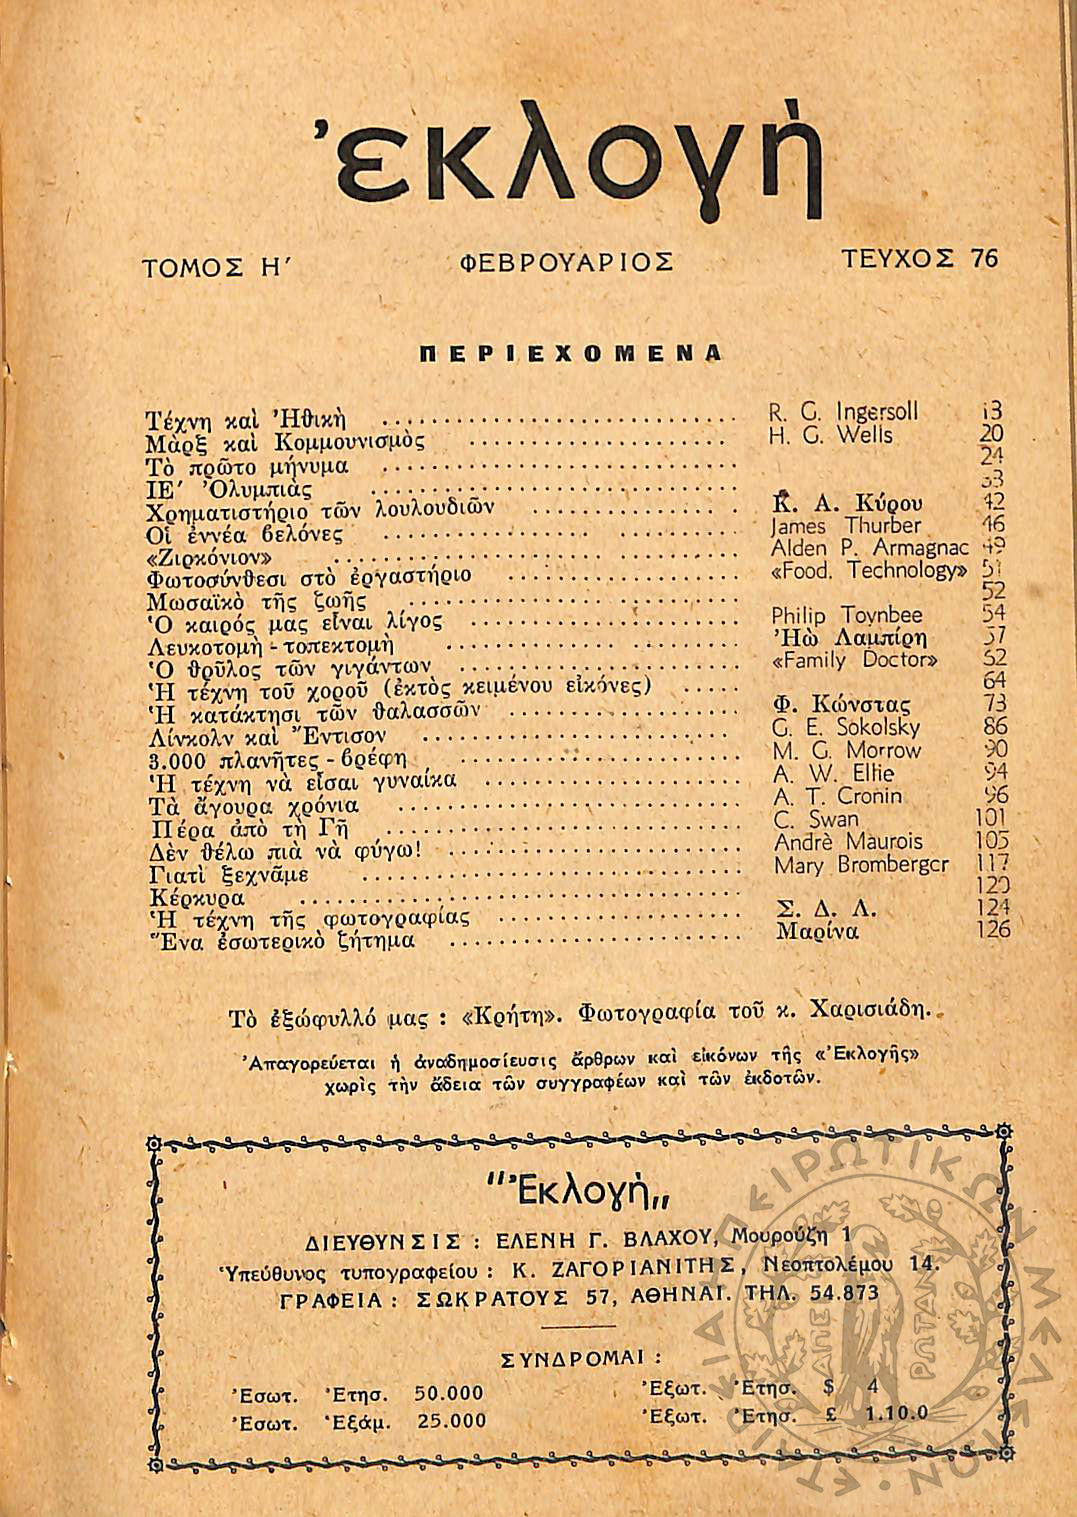 ἐκλογὴ
ΤΟΜΟΣ Η΄ ΦΕΒΡΟΥΑΡΙΟΣ ΤΕΥΧΟΣ 76
ΠΕΡΙΕΧΟΜΕΝΑ
Τέχνη καὶ Ἠθικὴ R. G. Ingersoll 13
Μὰρξ καὶ Κομμουνισμὸς H. G. Wells 20
Τὸ πρῶτο μήνυμα 24
ΙΕ΄ Ὀλυμπιὰς 33
Χρηματιστήριο τῶν λουλουδιῶν Κ. Α. Κύρου 42
Οἱ ἐννέα βελόνες James Thurber 46
«Ζιρκόνιον» Alden P. Armagnac 49
Φωτοσύνθεσι στὸ ἐργαστήριο «Food. Technology» 51
Μωσαϊκὸ τῆς ζωῆς 52
Ὁ καιρός μας εἶναι λίγος Philip Toynbee 54
Λευκοτομὴ - τοπεκτομὴ Ἠὼ Λαμπίρη 57
Ὁ θρῦλος τῶν γιγάντων «Family Doctor» 62
Ἡ τέχνη τοῦ χοροῦ (ἐκτὸς κειμένου εἰκόνες) 64
Ἡ κατάκτησι τῶν θαλασσῶν Φ. Κώνστας 73
Λίνκολν καὶ Ἔντισον G. E. Sokolsky 86
3.000 πλανῆτες - βρέφη M. G. Morrow 90
Ἡ τέχνη νὰ εἶσαι γυναίκα A. W. Ellie 94
Τὰ ἄγουρα χρόνια A. T. Cronin 96
Πέρα ἀπὸ τὴ Γῆ C. Swan 101
Δὲν θέλω πιὰ νὰ φύγω! Andrè Maurois 105
Γιατὶ ξεχνᾶμε Mary Bromberger 117
Κέρκυρα 120
Ἡ τέχνη τῆς φωτογραφίας Σ. Δ. Λ. 124
Ἕνα ἐσωτερικὸ ζήτημα Μαρίνα 126
Τὸ ἐξώφυλλό μας : «Κρήτη». Φωτογραφία τοῦ κ. Χαρισιάδη.
Ἀπαγορεύεται ἡ ἀναδημοσίευσις ἄρθρων καὶ εἰκόνων τῆς «Ἐκλογῆς»
χωρὶς τὴν ἄδεια τῶν συγγραφέων καὶ τῶν ἐκδοτῶν.
"Ἐκλογὴ„
ΔΙΕΥΘΥΝΣΙΣ : ΕΛΕΝΗ Γ. ΒΛΑΧΟΥ, Μουρούζη 1
Ὑπεύθυνος τυπογραφείου : Κ. ΖΑΓΟΡΙΑΝΙΤΗΣ, Νεοπτολέμου 14.
ΓΡΑΦΕΙΑ : ΣΩΚΡΑΤΟΥΣ 57, ΑΘΗΝΑΙ. ΤΗΛ. 54.873
ΣΥΝΔΡΟΜΑΙ :
Ἐσωτ. Ἐτησ. 50.000 Ἐξωτ. Ἐτησ. $ 4
Ἐσωτ. Ἑξάμ. 25.000 Ἐξωτ. Ἐτησ. £ 1.10.0
ΕΤΑΙΡΕΙΑ ΗΠΕΙΡΩΤΙΚΩΝ ΜΕΛΕΤΩΝ
ΑΠΕΙΡΩΤΑΝ